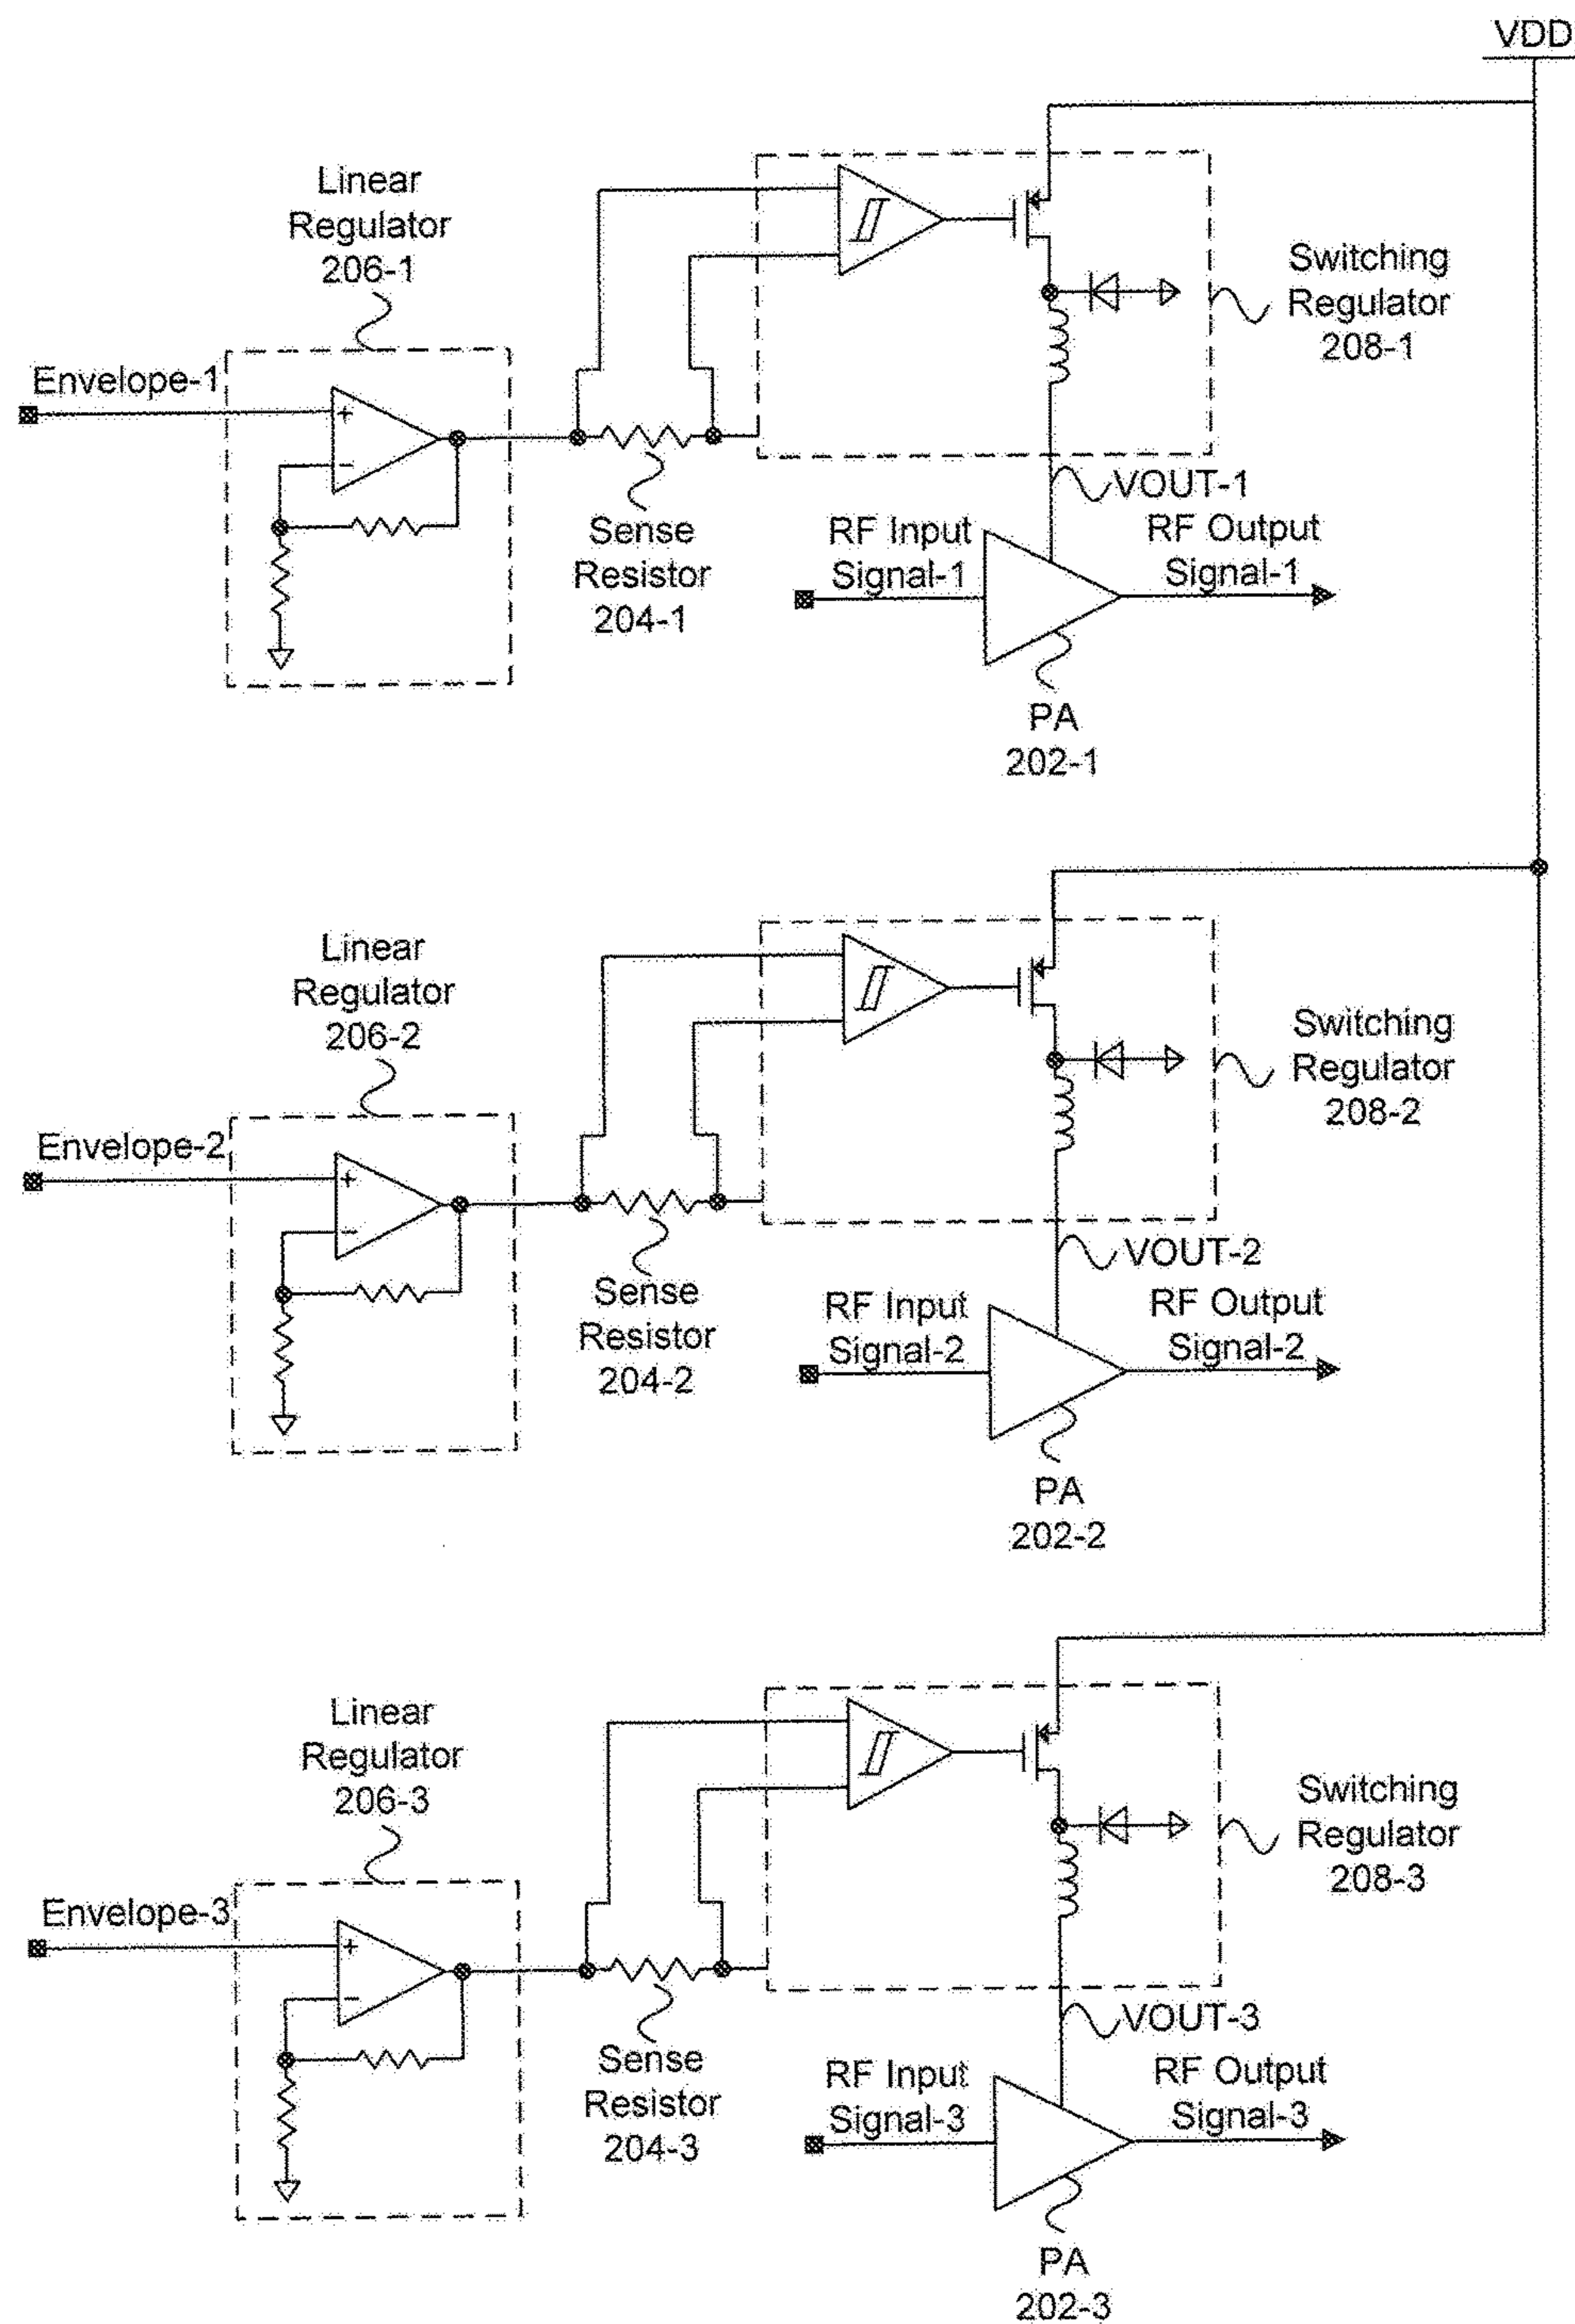 VDD
Linear
Regulator
206-1
Switching
Regulator
208-1
Envelope-1
+
−
VOUT-1
Sense
Resistor
204-1
RF Input
Signal-1
RF Output
Signal-1
PA
202-1
Linear
Regulator
206-2
Switching
Regulator
208-2
Envelope-2
+
−
VOUT-2
Sense
Resistor
204-2
RF Input
Signal-2
RF Output
Signal-2
PA
202-2
Linear
Regulator
206-3
Switching
Regulator
208-3
Envelope-3
+
−
VOUT-3
Sense
Resistor
204-3
RF Input
Signal-3
RF Output
Signal-3
PA
202-3